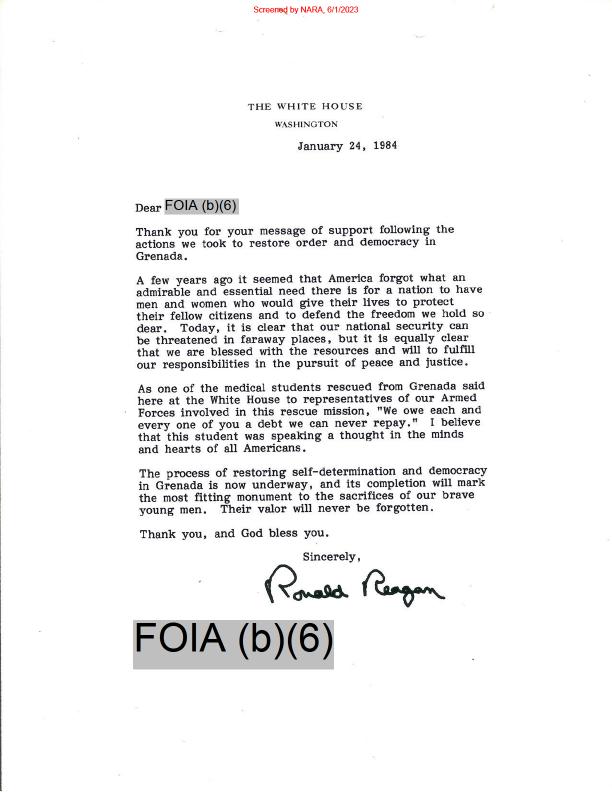 Screened by NARA, 6/1/2023
THE WHITE HOUSE
WASHINGTON
January 24, 1984
Dear FOIA (b)(6)
Thank you for your message of support following the
actions we took to restore order and democracy in
Grenada.
A few years ago it seemed that America forgot what an
admirable and essential need there is for a nation to have
men and women who would give their lives to protect
their fellow citizens and to defend the freedom we hold so
dear. Today, it is clear that our national security can
be threatened in faraway places, but it is equally clear
that we are blessed with the resources and will to fulfill
our responsibilities in the pursuit of peace and justice.
As one of the medical students rescued from Grenada said
here at the White House to representatives of our Armed
Forces involved in this rescue mission, "We owe each and
every one of you a debt we can never repay." I believe
that this student was speaking a thought in the minds
and hearts of all Americans.
The process of restoring self-determination and democracy
in Grenada is now underway, and its completion will mark
the most fitting monument to the sacrifices of our brave
young men. Their valor will never be forgotten.
Thank you, and God bless you.
Sincerely,
Ronald Reagan
FOIA (b)(6)